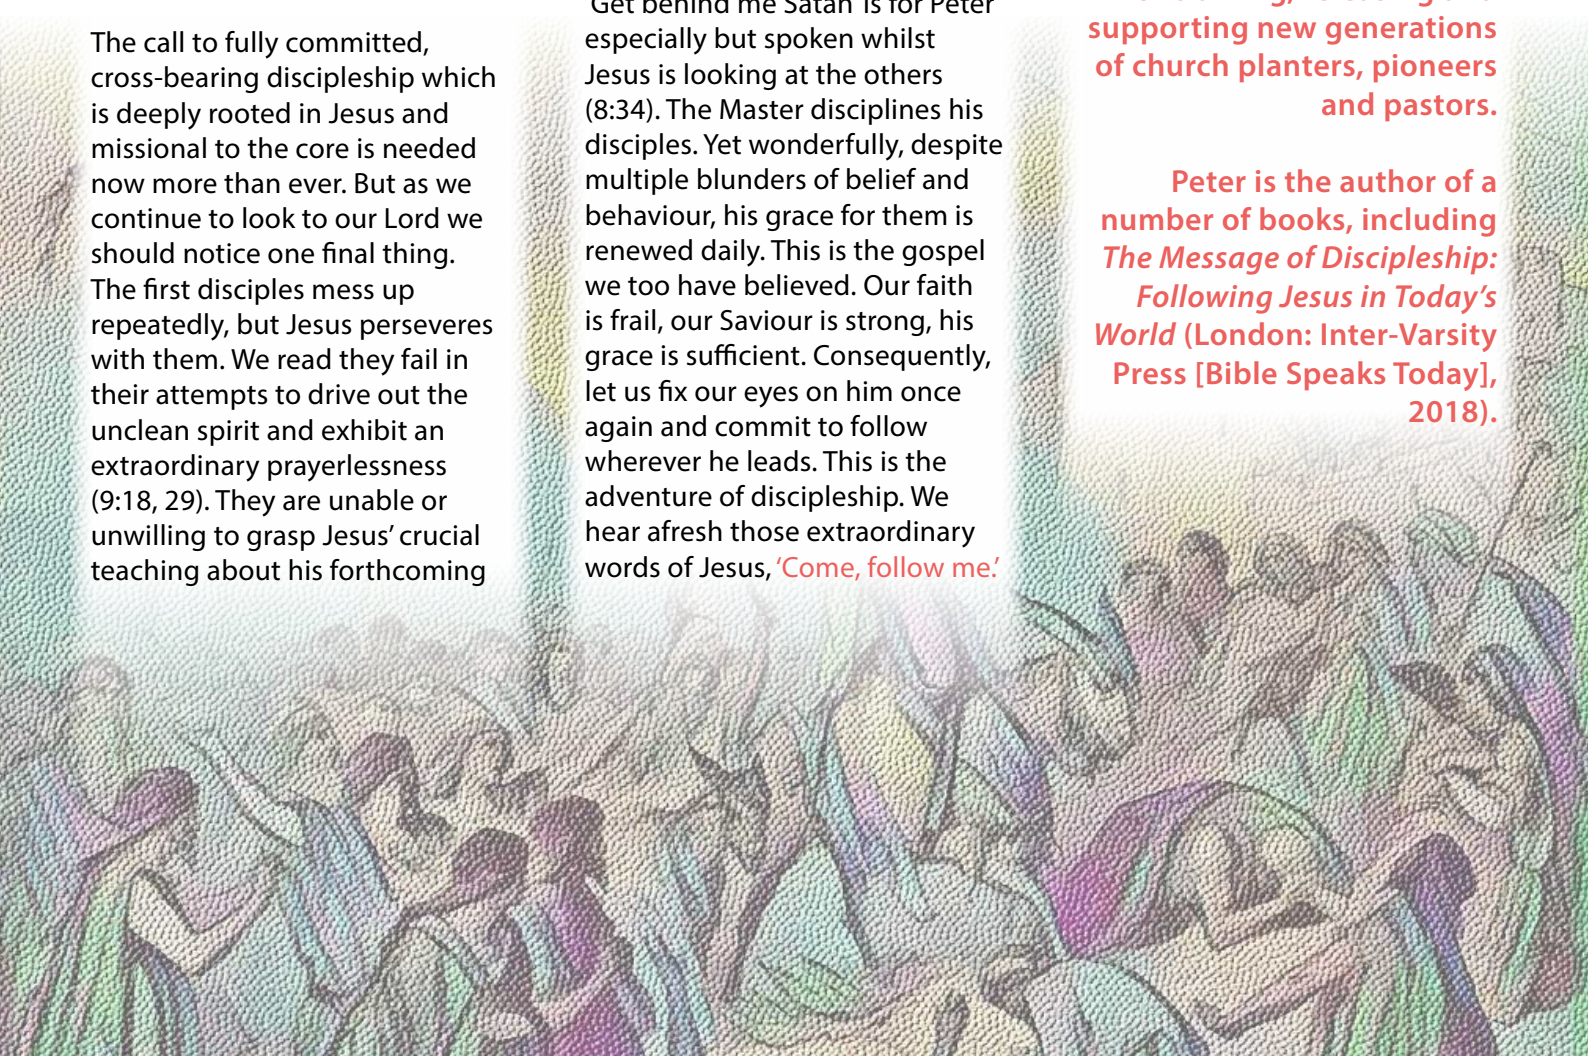 The call to fully committed,
cross-bearing discipleship which
is deeply rooted in Jesus and
missional to the core is needed
now more than ever. But as we
continue to look to our Lord we
should notice one final thing.
The first disciples mess up
repeatedly, but Jesus perseveres
with them. We read they fail in
their attempts to drive out the
unclean spirit and exhibit an
extraordinary prayerlessness
(9:18, 29). They are unable or
unwilling to grasp Jesus’ crucial
teaching about his forthcoming
‘Get behind me Satan’ is for Peter
especially but spoken whilst
Jesus is looking at the others
(8:34). The Master disciplines his
disciples. Yet wonderfully, despite
multiple blunders of belief and
behaviour, his grace for them is
renewed daily. This is the gospel
we too have believed. Our faith
is frail, our Saviour is strong, his
grace is sufficient. Consequently,
let us fix our eyes on him once
again and commit to follow
wherever he leads. This is the
adventure of discipleship. We
hear afresh those extraordinary
words of Jesus, ‘Come, follow me.’
supporting new generations
of church planters, pioneers
and pastors.
Peter is the author of a
number of books, including
The Message of Discipleship:
Following Jesus in Today’s
World (London: Inter-Varsity
Press [Bible Speaks Today],
2018).